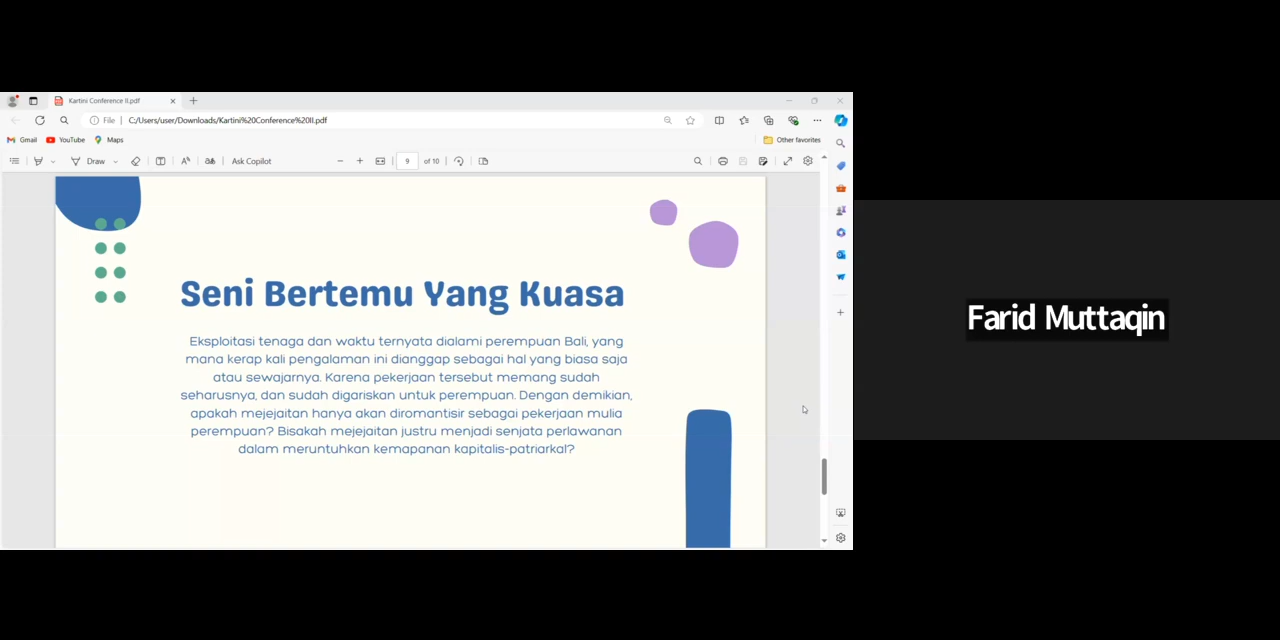 Kartini Conference II.pdf
File
C:/Users/user/Downloads/Kartini%20Conference%20II.pdf
Gmail
YouTube
Maps
Other favorites
Draw
Ask Copilot
9
of 10
Seni Bertemu Yang Kuasa
Eksploitasi tenaga dan waktu ternyata dialami perempuan Bali, yang
mana kerap kali pengalaman ini dianggap sebagai hal yang biasa saja
atau sewajarnya. Karena pekerjaan tersebut memang sudah
seharusnya, dan sudah digariskan untuk perempuan. Dengan demikian,
apakah mejejaitan hanya akan diromantisir sebagai pekerjaan mulia
perempuan? Bisakah mejejaitan justru menjadi senjata perlawanan
dalam meruntuhkan kemapanan kapitalis-patriarkal?
Farid Muttaqin